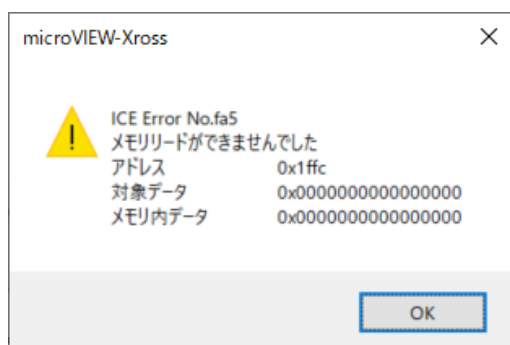 microVIEW-Xross
ICE Error No.fa5
メモリリードができませんでした
アドレス 0x1ffc
対象データ 0x0000000000000000
メモリ内データ 0x0000000000000000
OK